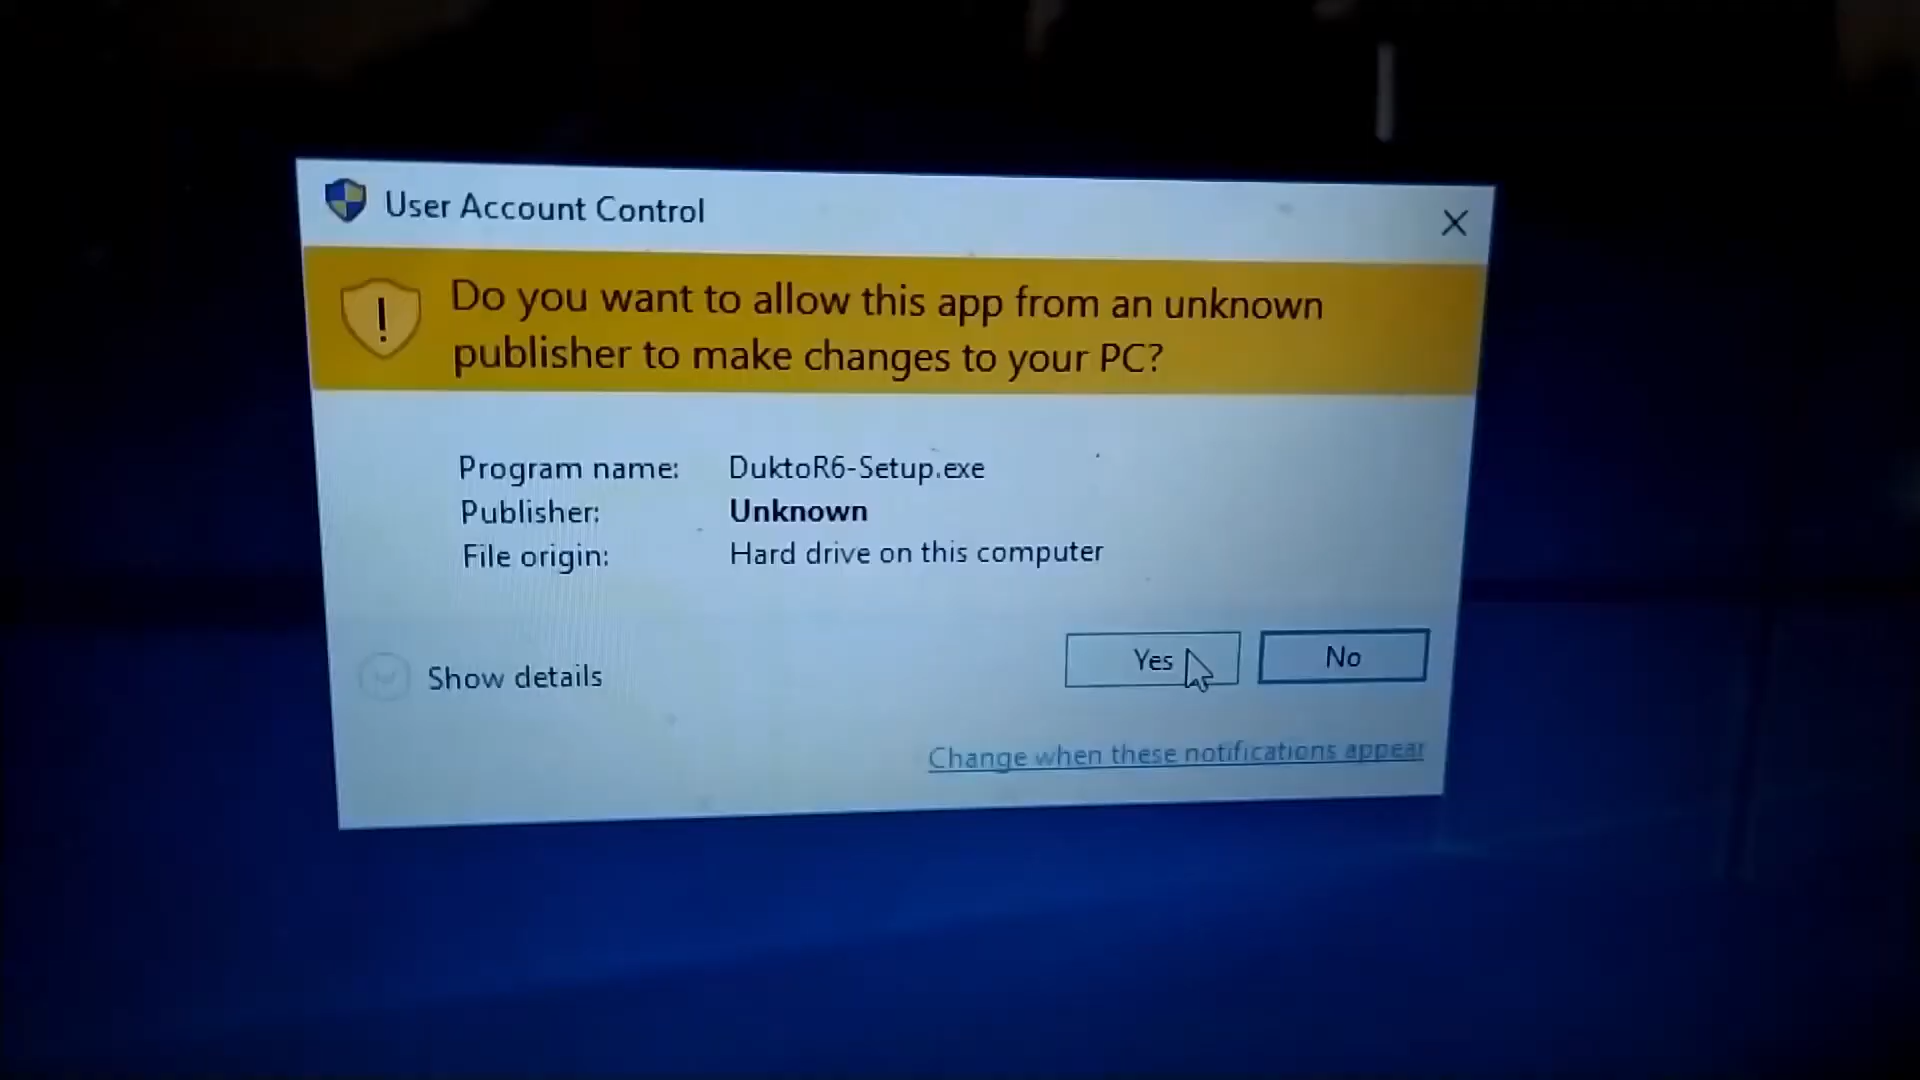 User Account Control
Do you want to allow this app from an unknown
publisher to make changes to your PC?
Program name: DuktoR6-Setup.exe
Publisher: Unknown
File origin: Hard drive on this computer
Show details
Yes
No
Change when these notifications appear